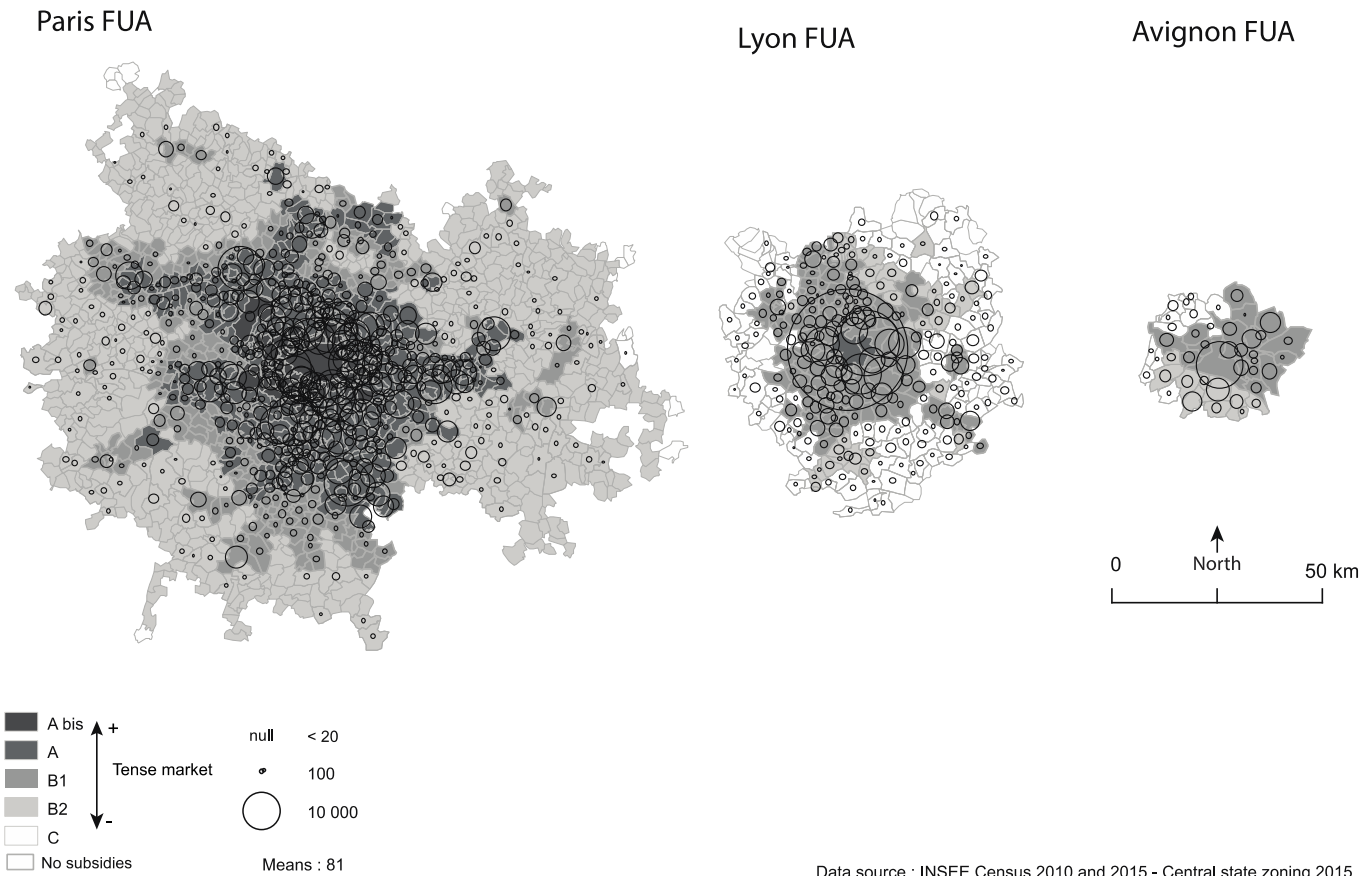 Paris FUA
Lyon FUA
Avignon FUA
North
0
50 km
A bis
A
B1
B2
C
No subsidies
+
Tense market
-
null < 20
100
10 000
Means : 81
Data source : INSEE Census 2010 and 2015 - Central state zoning 2015